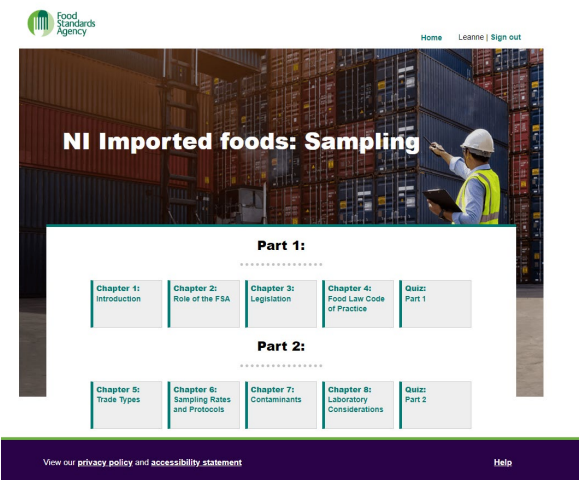 Food
Standards
Agency
Home Leanne | Sign out
NI Imported foods: Sampling
Part 1:
Chapter 1: Chapter 2: Chapter 3: Chapter 4: Quiz:
Introduction Role of the FSA Legislation Food Law Code Part 1
of Practice
Part 2:
Chapter 5: Chapter 6: Chapter 7: Chapter 8: Quiz:
Trade Types Sampling Rates Contaminants Laboratory Part 2
and Protocols Considerations
View our privacy policy and accessibility statement Help